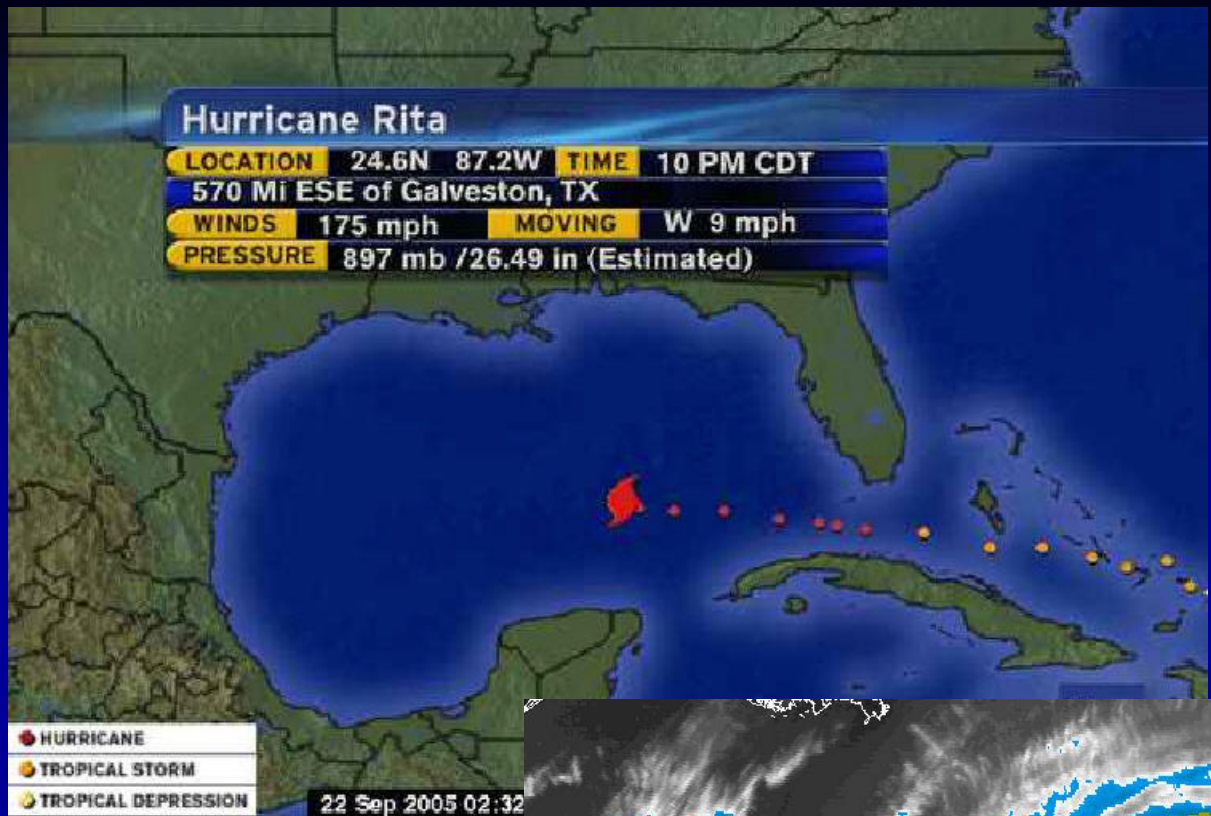 Hurricane Rita
LOCATION 24.6N 87.2W TIME 10 PM CDT
570 Mi ESE of Galveston, TX
WINDS 175 mph MOVING W 9 mph
PRESSURE 897 mb /26.49 in (Estimated)
HURRICANE
TROPICAL STORM
TROPICAL DEPRESSION
22 Sep 2005 02:32